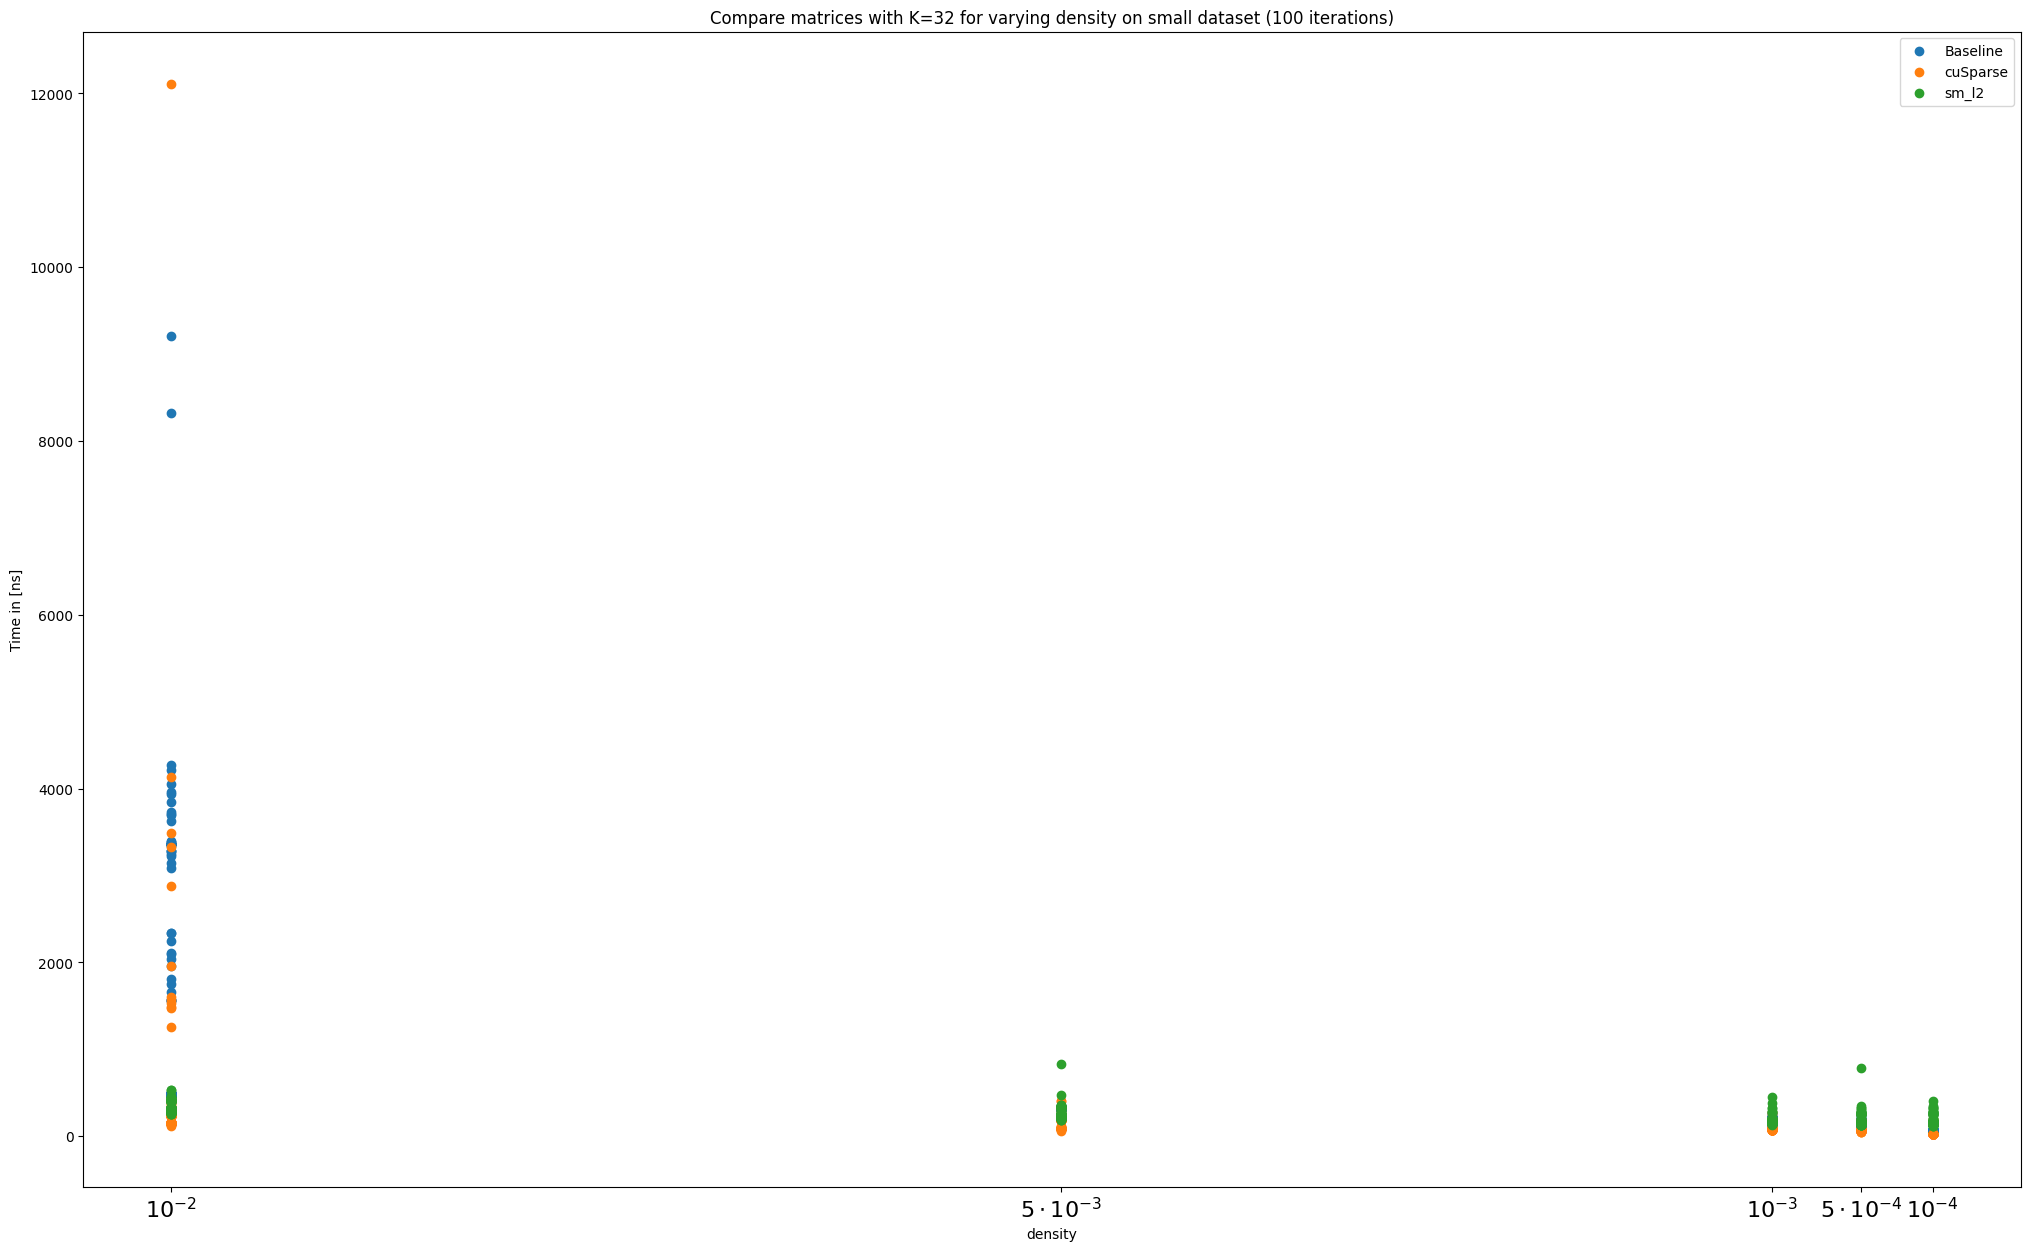 Compare matrices with K=32 for varying density on small dataset (100 iterations)
Baseline
cuSparse
sm_l2
12000
10000
8000
6000
4000
2000
0
Time in [ns]
10⁻² 5·10⁻³ 10⁻³ 5·10⁻⁴ 10⁻⁴
density